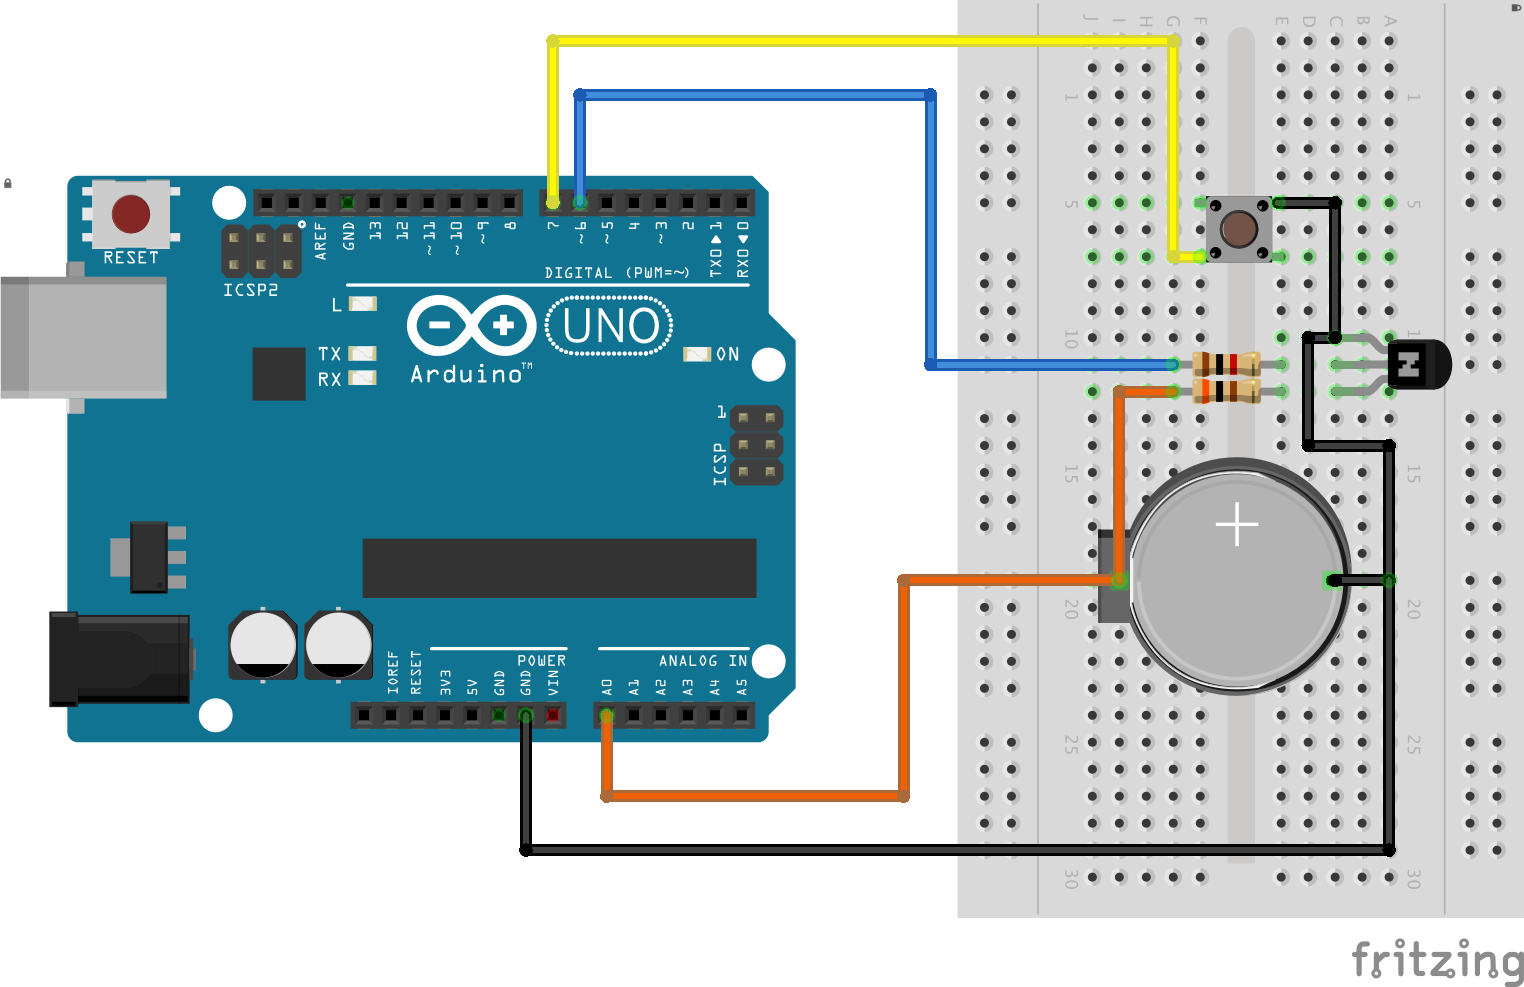 J I H G F E D C B A
1 1
5 5
10 10
15 15
20 20
25 25
30 30
RESET
ICSP2
AREF
GND
13
12
~11
~10
~9
8
7
~6
~5
4
~3
2
TX0▶1
RX0◀0
DIGITAL (PWM=~)
L
TX
RX
UNO
ON
Arduino™
1
ICSP
N
IOREF
RESET
3V3
5V
GND
GND
VIN
POWER
ANALOG IN
A0
A1
A2
A3
A4
A5
fritzing